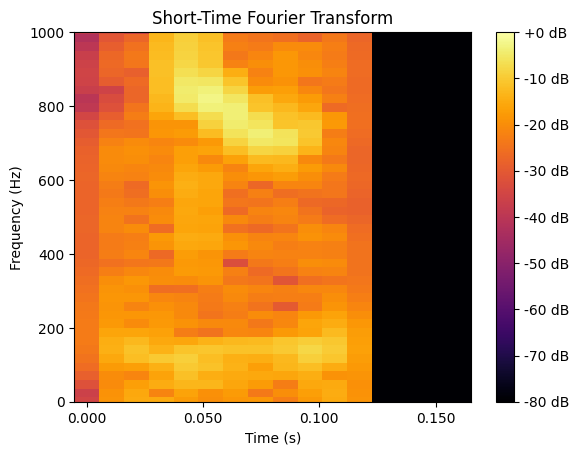 Short-Time Fourier Transform
1000
800
600
400
200
0
Frequency (Hz)
0.000
0.050
0.100
0.150
Time (s)
+0 dB
-10 dB
-20 dB
-30 dB
-40 dB
-50 dB
-60 dB
-70 dB
-80 dB